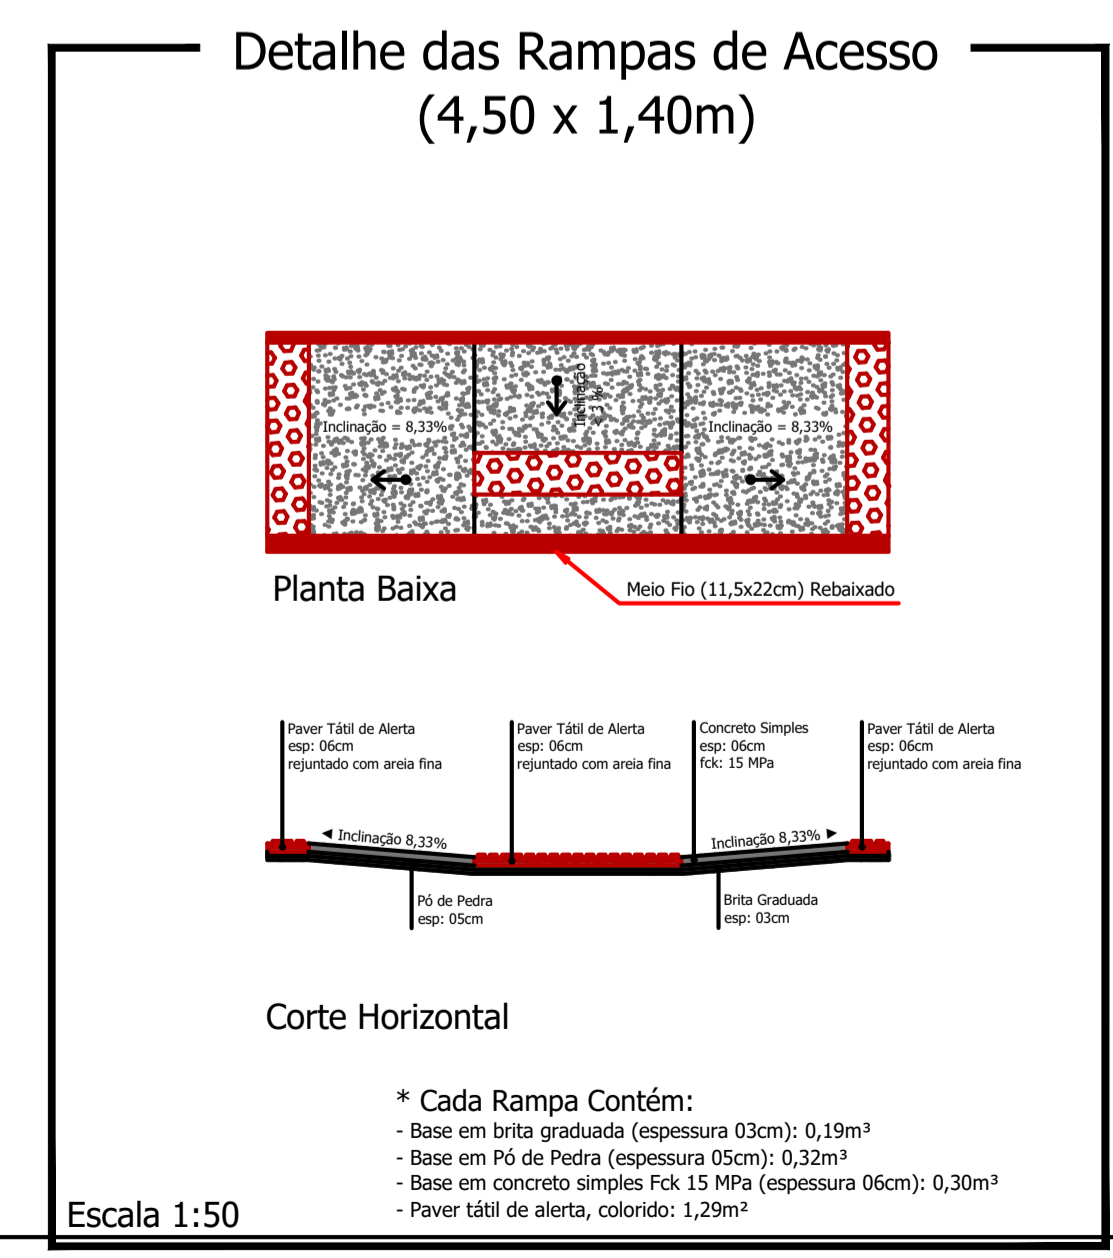 Detalhe das Rampas de Acesso
(4,50 x 1,40m)
Inclinação
< 3 %
Inclinação = 8,33%
Inclinação = 8,33%
Planta Baixa
Meio Fio (11,5x22cm) Rebaixado
Paver Tátil de Alerta
esp: 06cm
rejuntado com areia fina
Paver Tátil de Alerta
esp: 06cm
rejuntado com areia fina
Concreto Simples
esp: 06cm
fck: 15 MPa
Paver Tátil de Alerta
esp: 06cm
rejuntado com areia fina
◄ Inclinação 8,33%
Inclinação 8,33% ►
Pó de Pedra
esp: 05cm
Brita Graduada
esp: 03cm
Corte Horizontal
* Cada Rampa Contém:
- Base em brita graduada (espessura 03cm): 0,19m³
- Base em Pó de Pedra (espessura 05cm): 0,32m³
- Base em concreto simples Fck 15 MPa (espessura 06cm): 0,30m³
- Paver tátil de alerta, colorido: 1,29m²
Escala 1:50